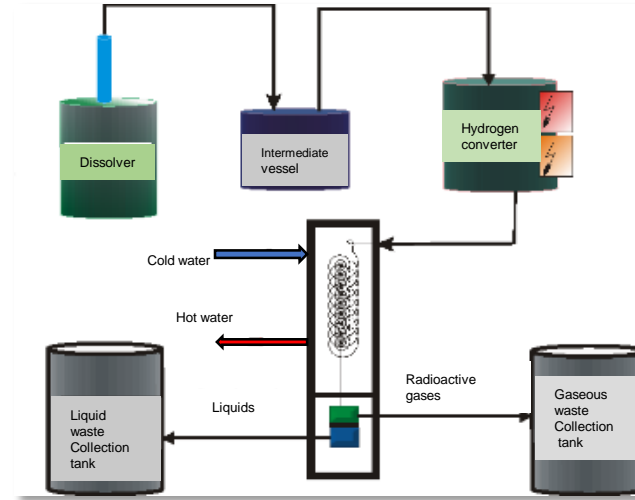 Dissolver
Intermediate
vessel
Hydrogen
converter
Cold water
Hot water
Radioactive
gases
Liquids
Liquid
waste
Collection
tank
Gaseous
waste
Collection
tank